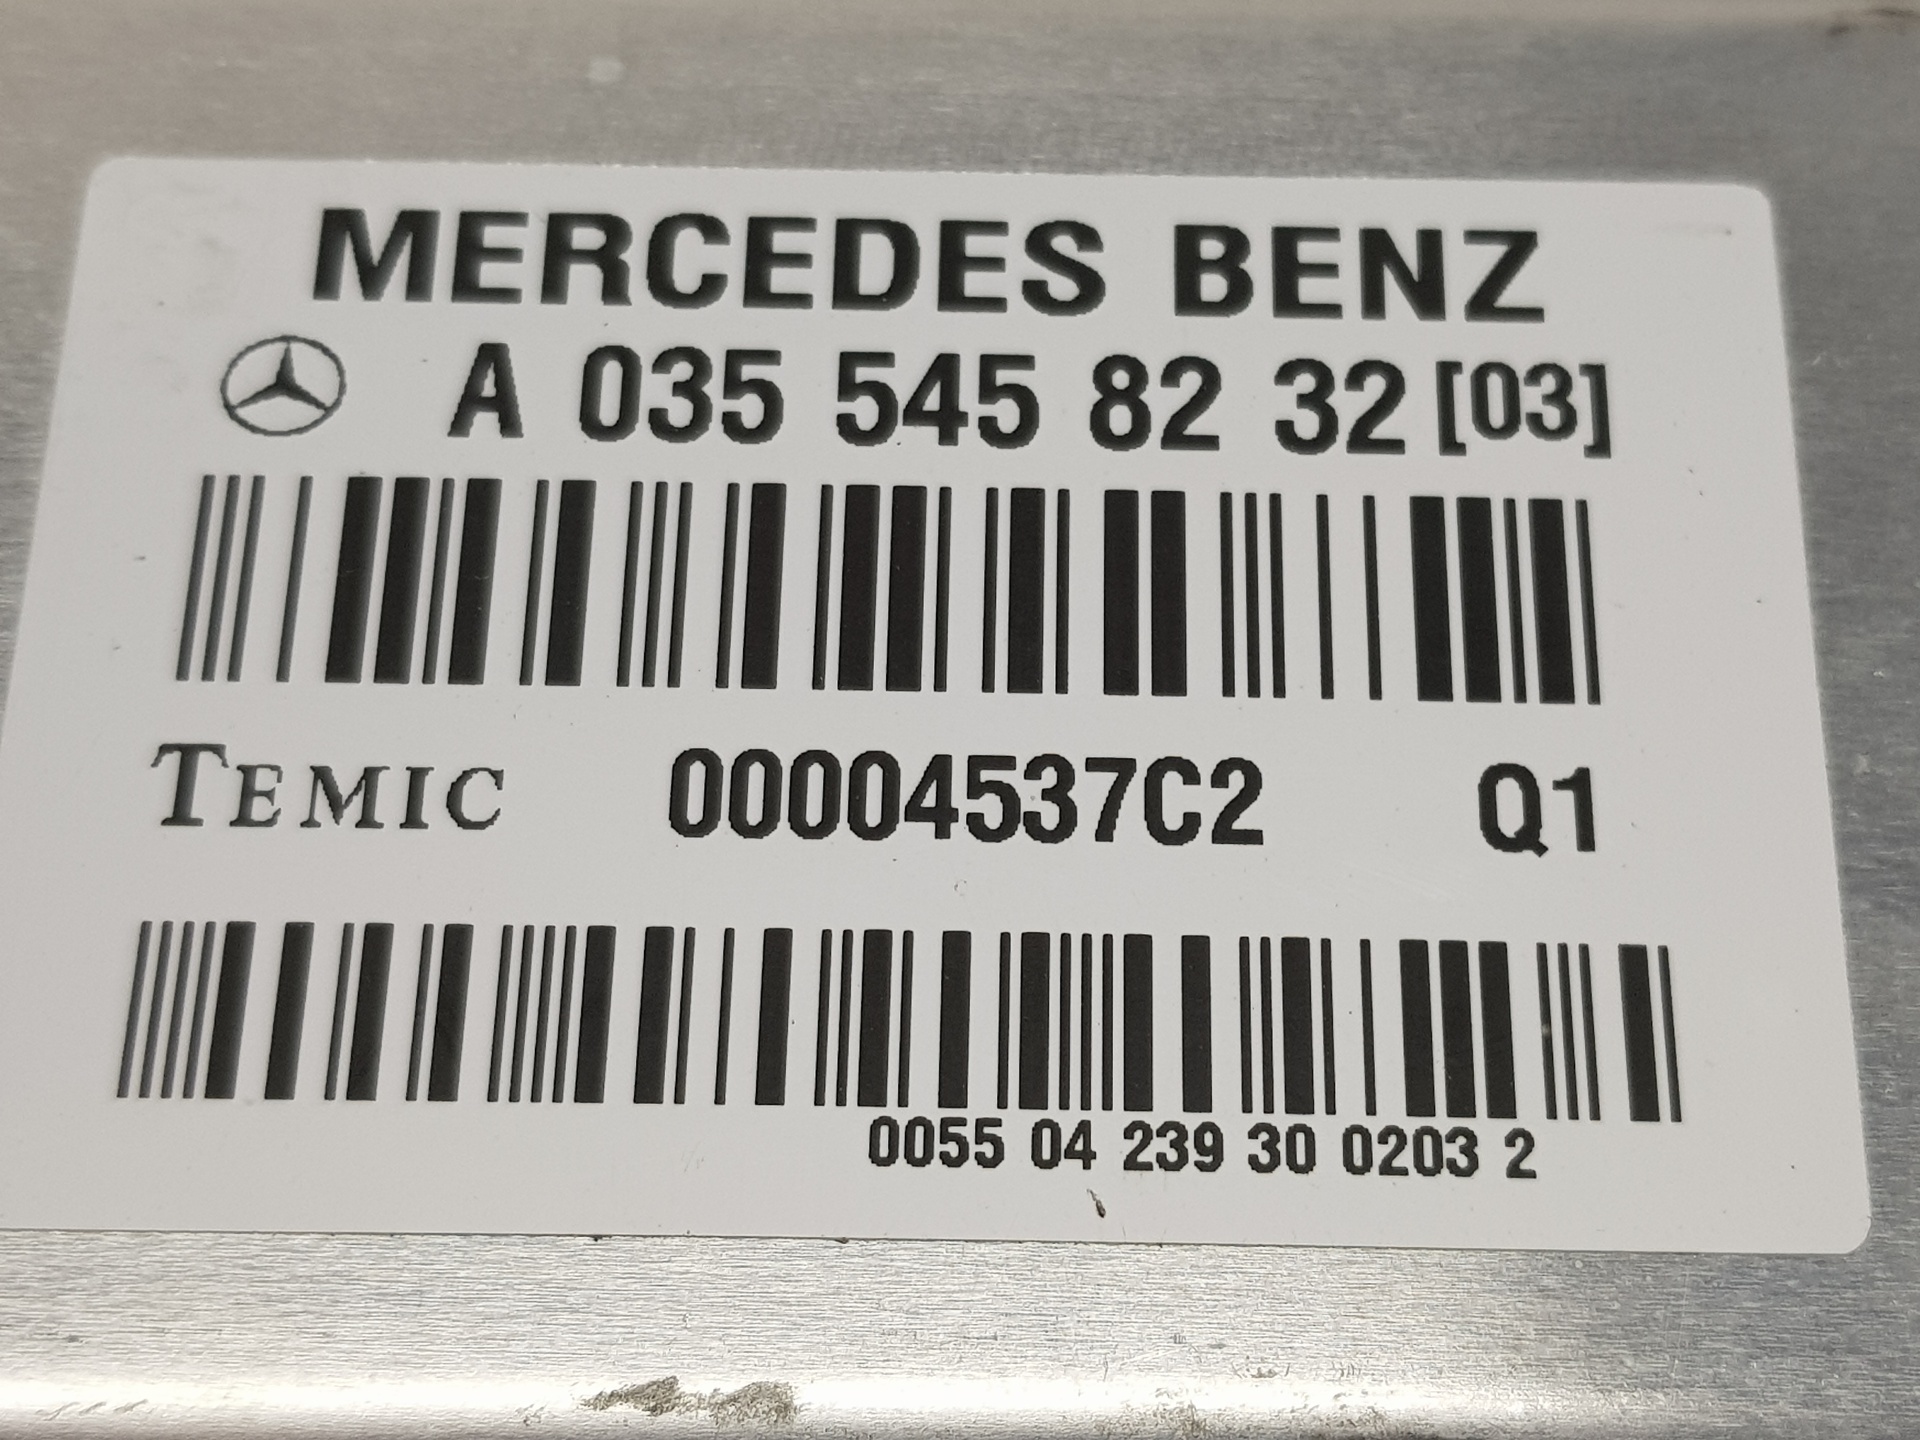 MERCEDES BENZ
A 035 545 82 32 [03]
TEMIC 00004537C2 Q1
0055 04 239 30 0203 2